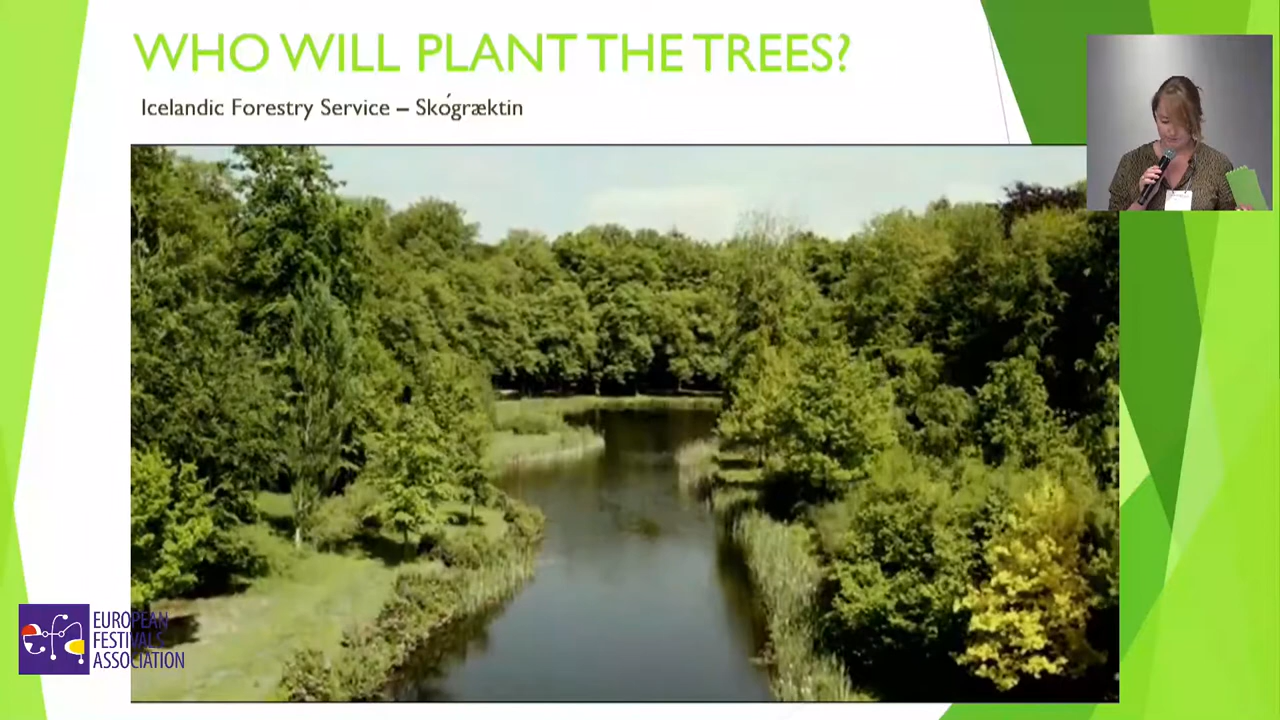 WHO WILL PLANT THE TREES?
Icelandic Forestry Service – Skógræktin
EUROPEAN
FESTIVALS
ASSOCIATION